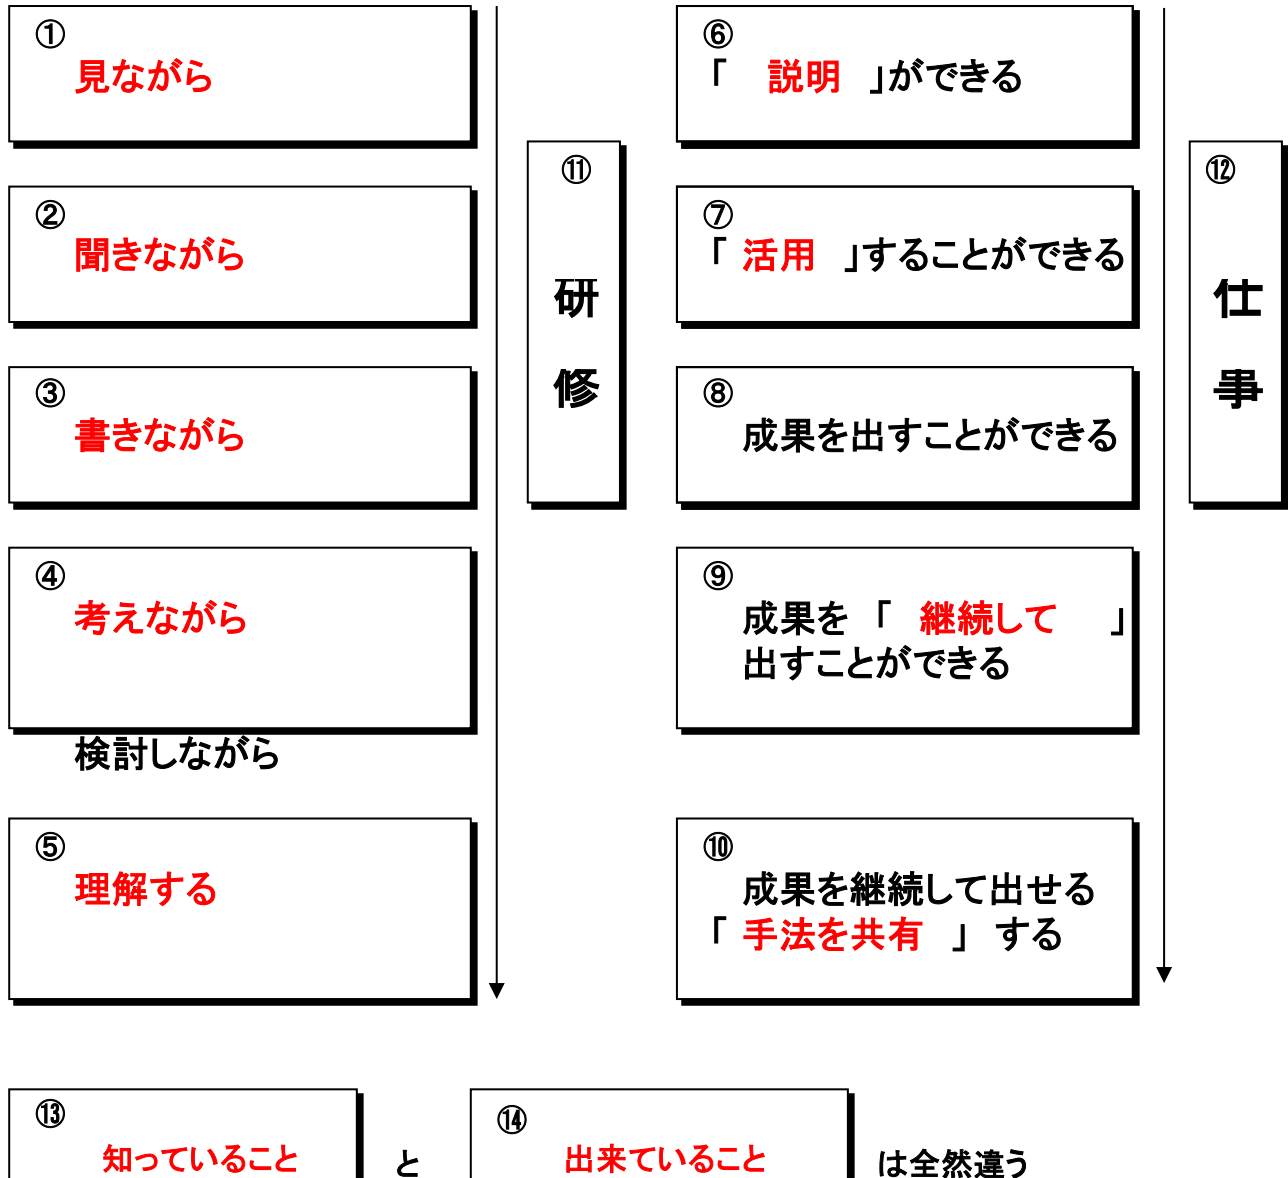 ①
見ながら
②
聞きながら
③
書きながら
④
考えながら
検討しながら
⑤
理解する
⑪
研
修
⑥
「 説明 」ができる
⑦
「 活用 」することができる
⑧
成果を出すことができる
⑨
成果を 「 継続して 」
出すことができる
⑩
成果を継続して出せる
「 手法を共有 」 する
⑫
仕
事
⑬
知っていること
と
⑭
出来ていること
は全然違う